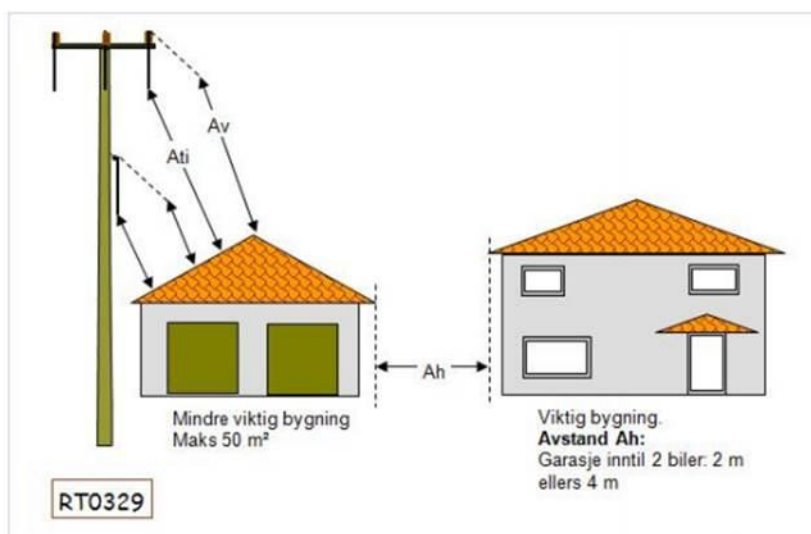 Av
Ati
Ah
Mindre viktig bygning
Maks 50 m²
Viktig bygning.
Avstand Ah:
Garasje inntil 2 biler: 2 m
ellers 4 m
RTO329